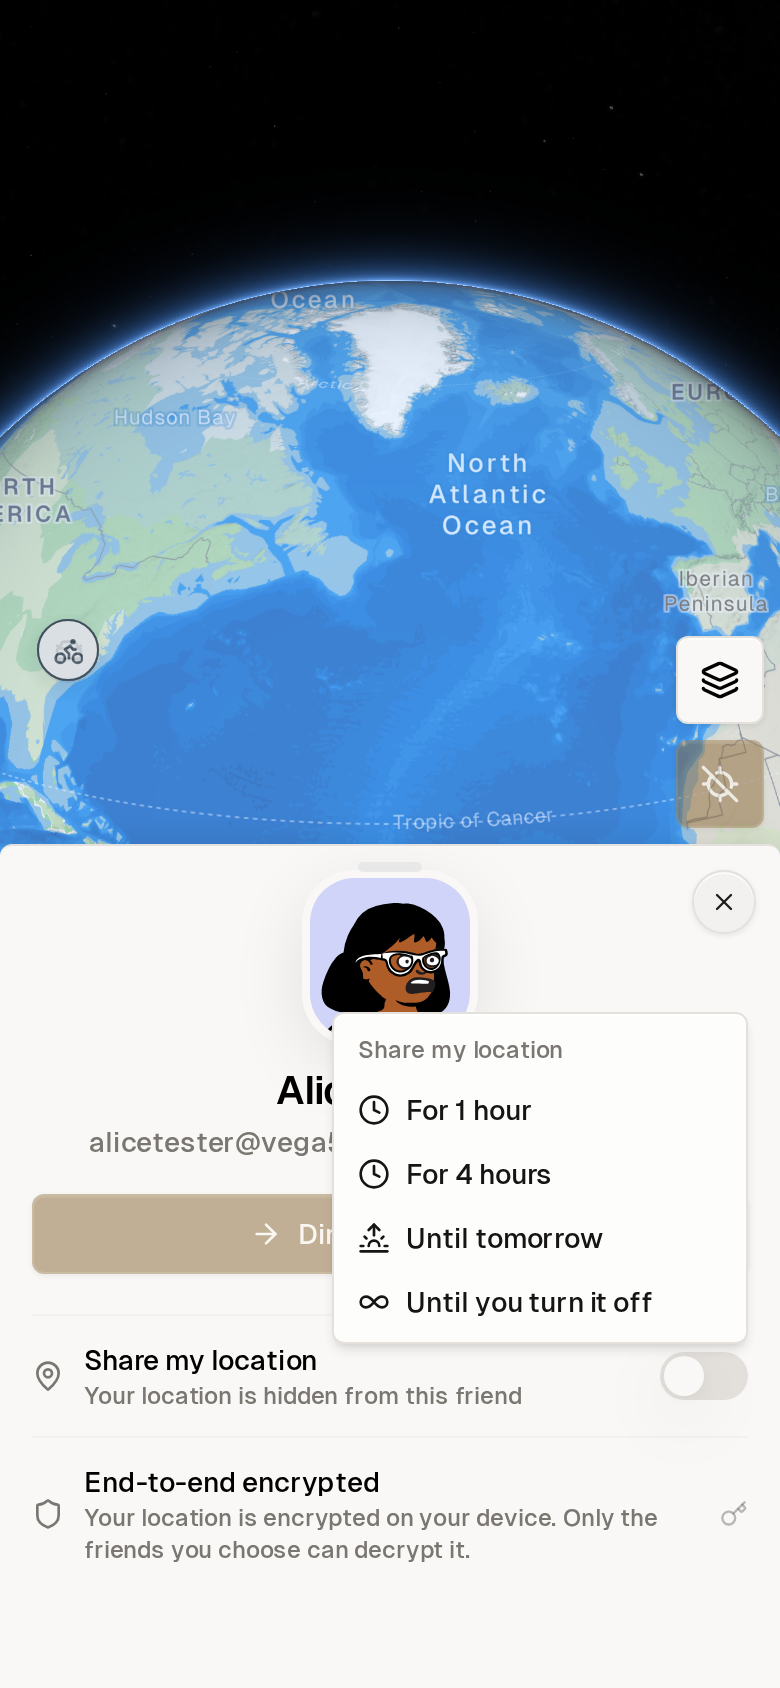 Ocean
Arctic
Hudson Bay
EUR
RTH
ERICA
North
Atlantic
Ocean
B
Iberian
Peninsula
Tropic of Cancer
Share my location
For 1 hour
Alic
For 4 hours
alicetester@vega5
Until tomorrow
Dir
Until you turn it off
Share my location
Your location is hidden from this friend
End-to-end encrypted
Your location is encrypted on your device. Only the
friends you choose can decrypt it.